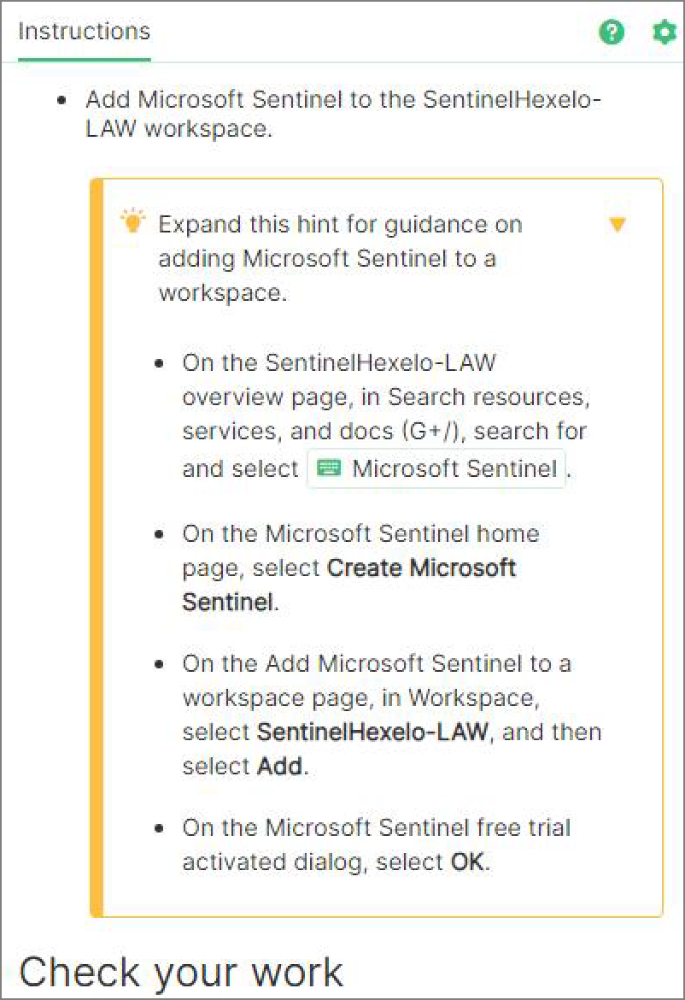 Instructions
• Add Microsoft Sentinel to the SentinelHexelo-
LAW workspace.
Expand this hint for guidance on
adding Microsoft Sentinel to a
workspace.
• On the SentinelHexelo-LAW
overview page, in Search resources,
services, and docs (G+/), search for
and select Microsoft Sentinel.
• On the Microsoft Sentinel home
page, select Create Microsoft
Sentinel.
• On the Add Microsoft Sentinel to a
workspace page, in Workspace,
select SentinelHexelo-LAW, and then
select Add.
• On the Microsoft Sentinel free trial
activated dialog, select OK.
Check your work